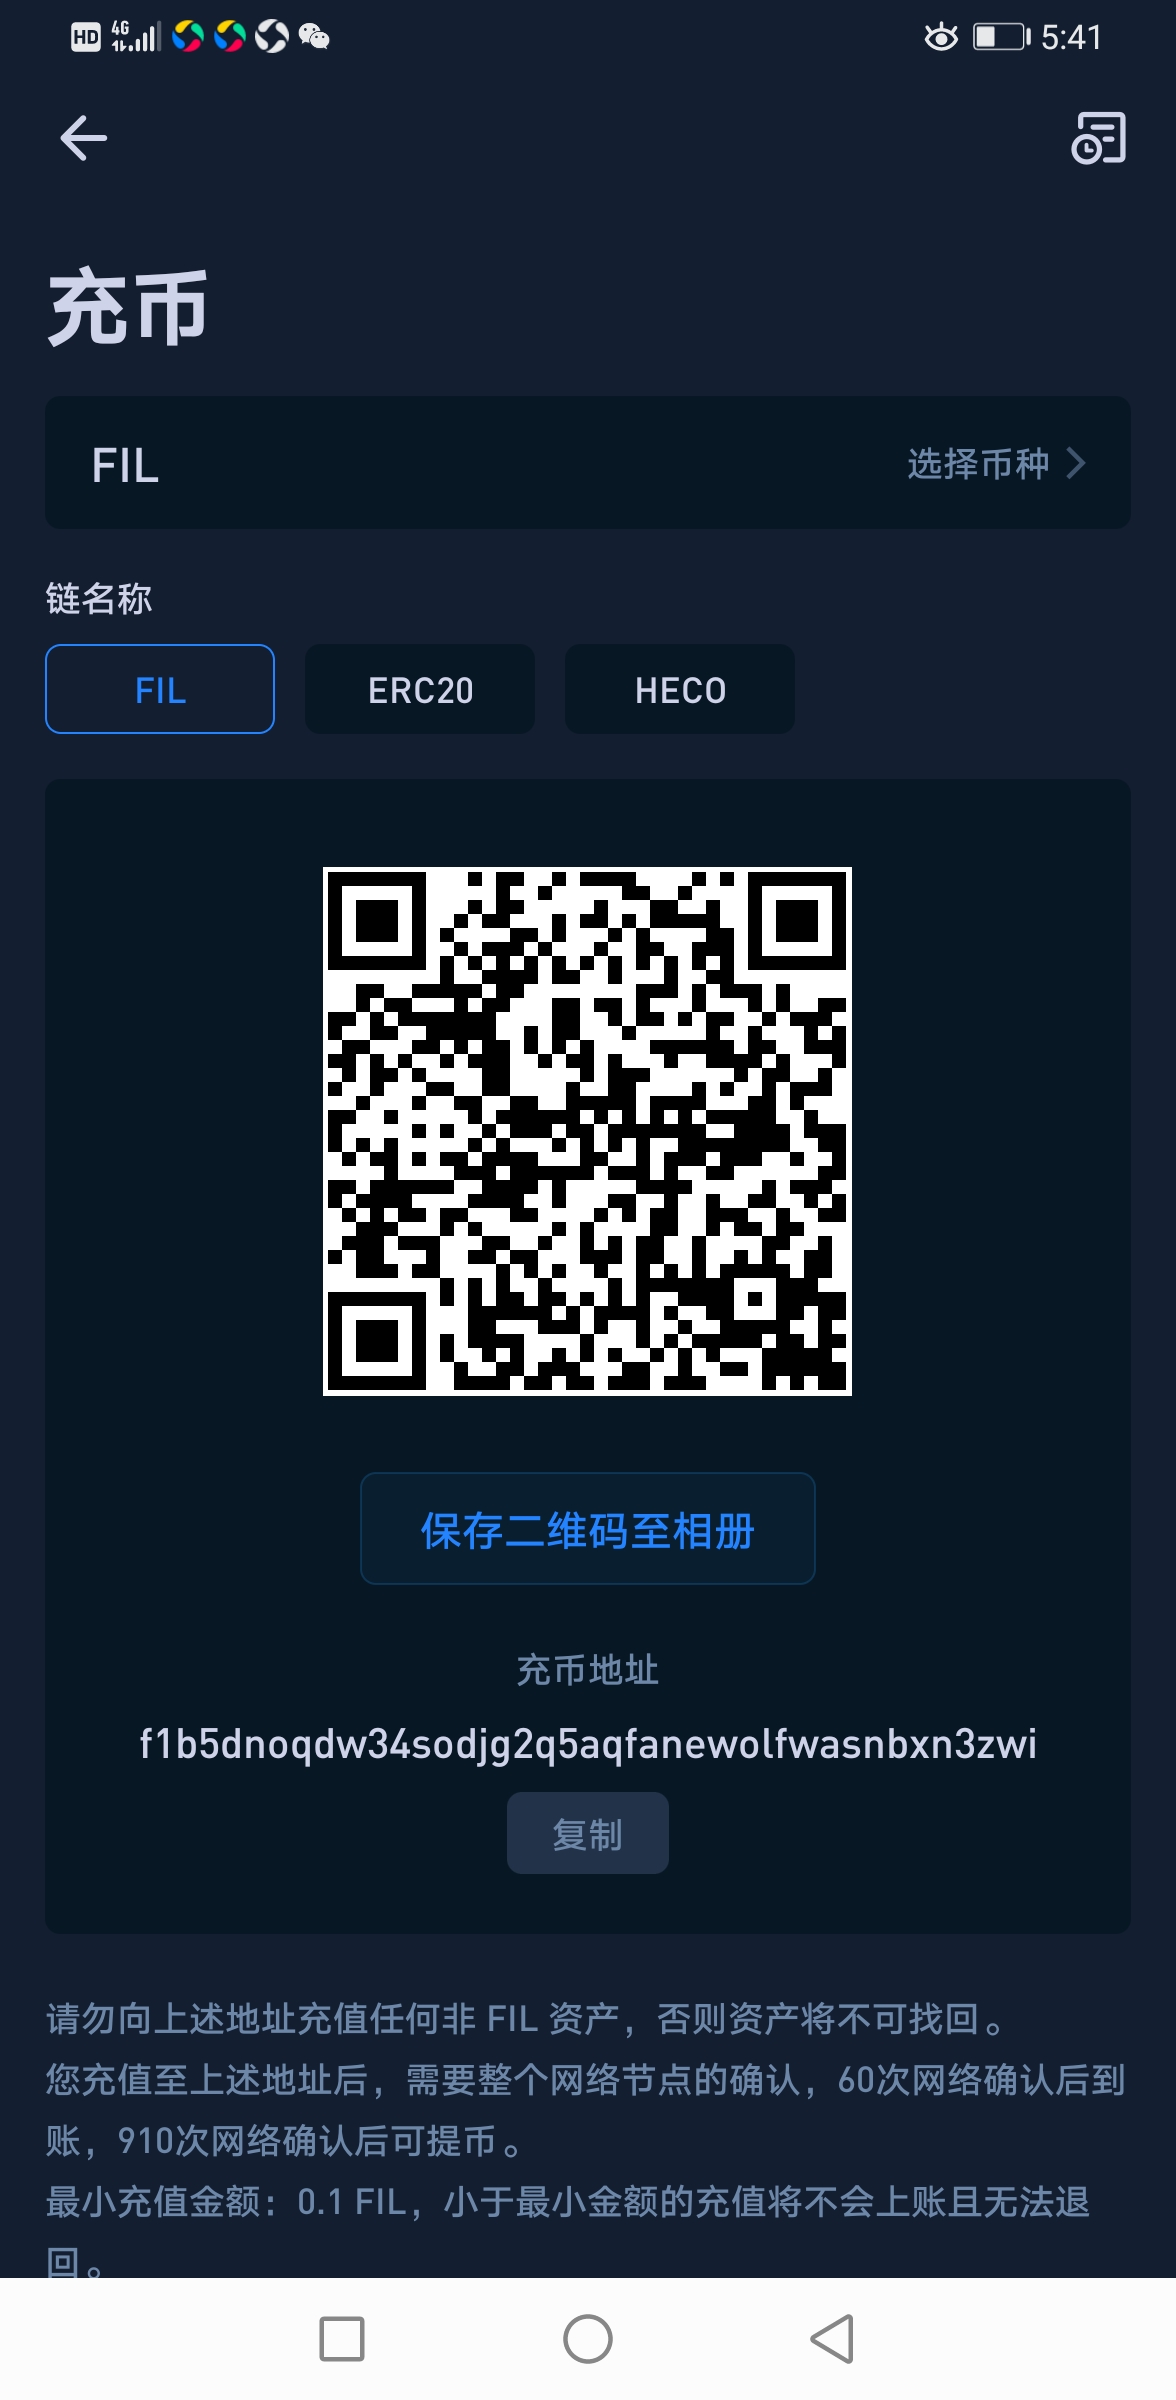 HD 4G 5:41
充币
FIL 选择币种
链名称
FIL ERC20 HECO
保存二维码至相册
充币地址
f1b5dnoqdw34sodjg2q5aqfanewolfwasnbxn3zwi
复制
请勿向上述地址充值任何非 FIL 资产，否则资产将不可找回。
您充值至上述地址后，需要整个网络节点的确认，60次网络确认后到
账，910次网络确认后可提币。
最小充值金额：0.1 FIL，小于最小金额的充值将不会上账且无法退
回。